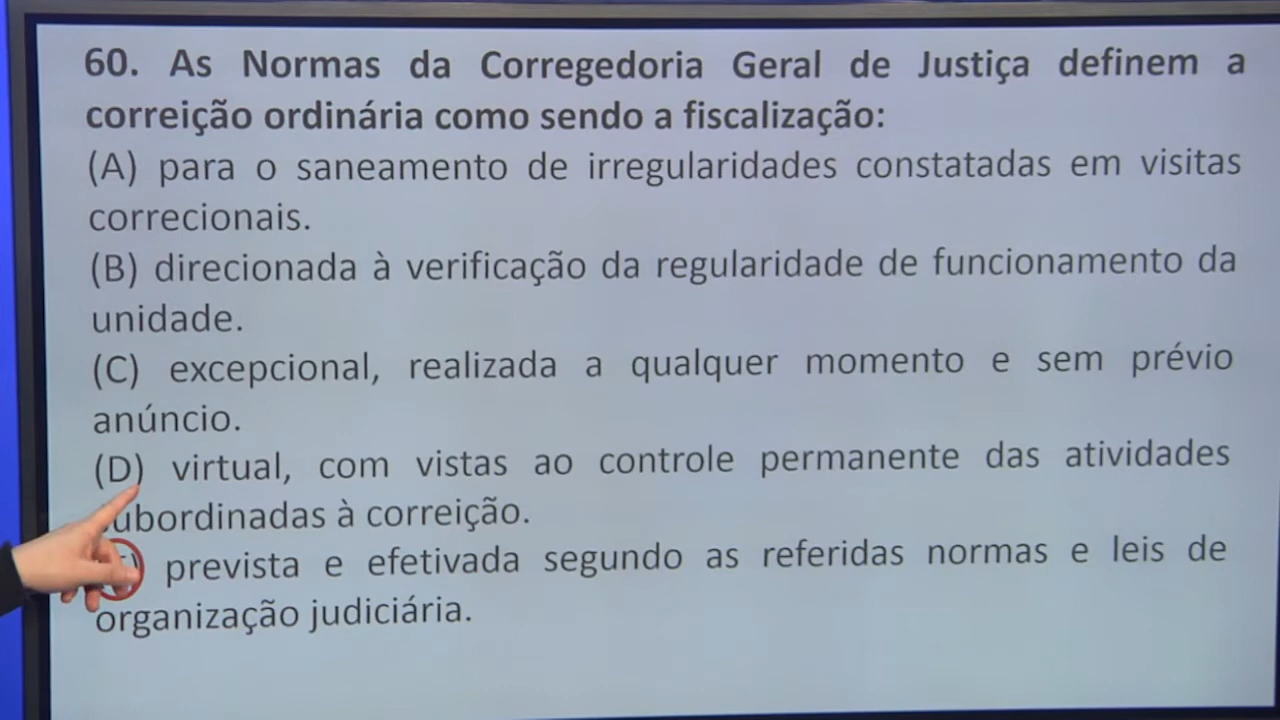 60. As Normas da Corregedoria Geral de Justiça definem a
correição ordinária como sendo a fiscalização:
(A) para o saneamento de irregularidades constatadas em visitas
correcionais.
(B) direcionada à verificação da regularidade de funcionamento da
unidade.
(C) excepcional, realizada a qualquer momento e sem prévio
anúncio.
(D) virtual, com vistas ao controle permanente das atividades
subordinadas à correição.
prevista e efetivada segundo as referidas normas e leis de
organização judiciária.